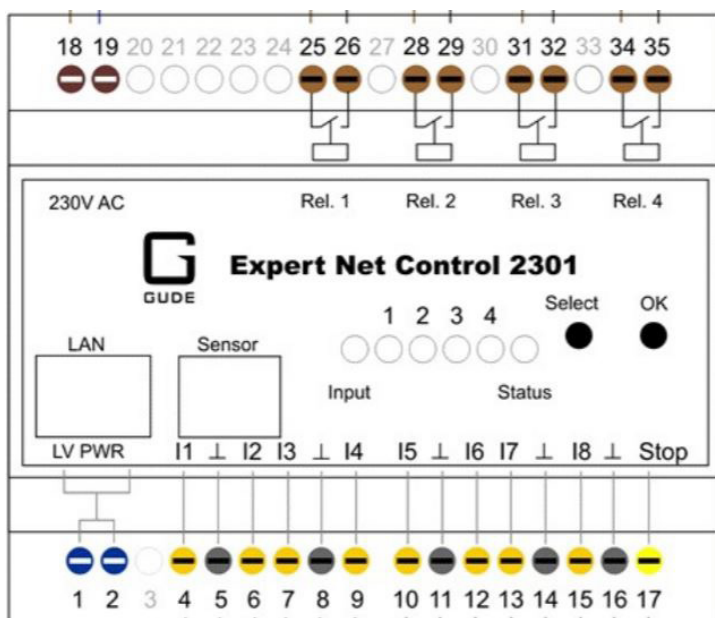 18 19 20 21 22 23 24 25 26 27 28 29 30 31 32 33 34 35
230V AC Rel. 1 Rel. 2 Rel. 3 Rel. 4
GUDE
Expert Net Control 2301
Select OK
1 2 3 4
LAN Sensor
Input Status
LV PWR I1 ⊥ I2 I3 ⊥ I4 I5 ⊥ I6 I7 ⊥ I8 ⊥ Stop
1 2 3 4 5 6 7 8 9 10 11 12 13 14 15 16 17